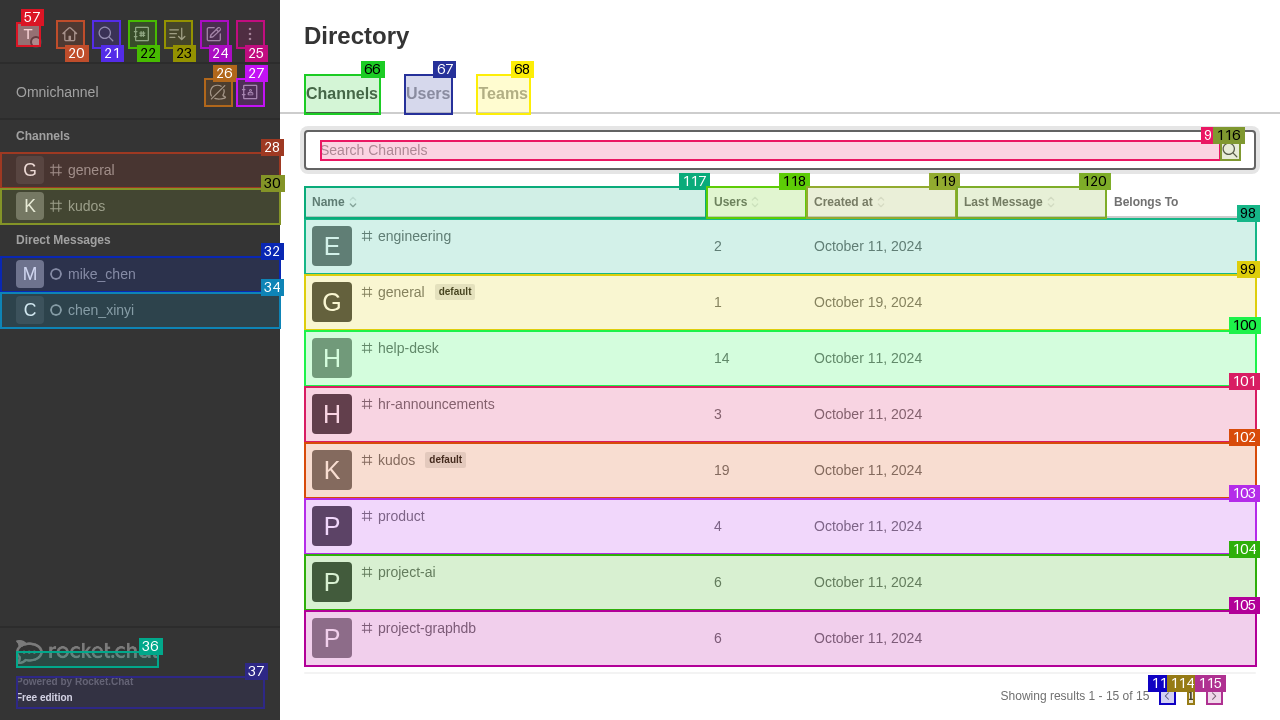 57
T
20
21
22
23
24
25
26
27
Omnichannel
Channels
28
G general
30
K kudos
Direct Messages
32
M mike_chen
34
C chen_xinyi
36
rocket.chat
37
Powered by Rocket.Chat
Free edition
Directory
66
67
68
Channels
Users
Teams
9
116
Search Channels
117
118
119
120
Name
Users
Created at
Last Message
Belongs To
98
E engineering
2
October 11, 2024
99
G general default
1
October 19, 2024
100
H help-desk
14
October 11, 2024
101
H hr-announcements
3
October 11, 2024
102
K kudos default
19
October 11, 2024
103
P product
4
October 11, 2024
104
P project-ai
6
October 11, 2024
105
P project-graphdb
6
October 11, 2024
11
114
115
Showing results 1 - 15 of 15
1